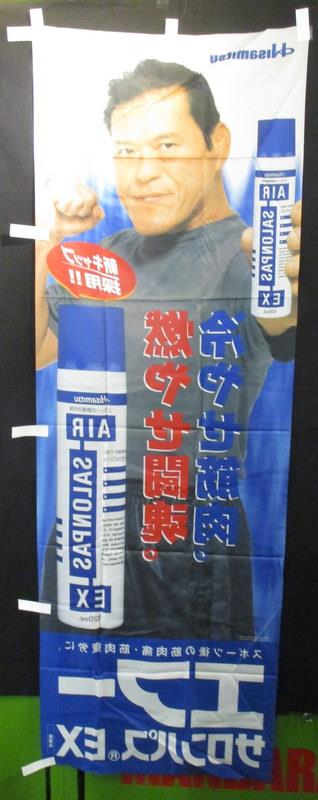 Hisamitsu
AIR
SALONPAS
EX
新キャップ
採用!!
冷やせ筋肉。
燃やせ闘魂。
Hisamitsu
AIR
SALONPAS
EX
120mL
スポーツ後の筋肉痛・筋肉疲労に。
エアー
サロンパス®EX
MANDAR